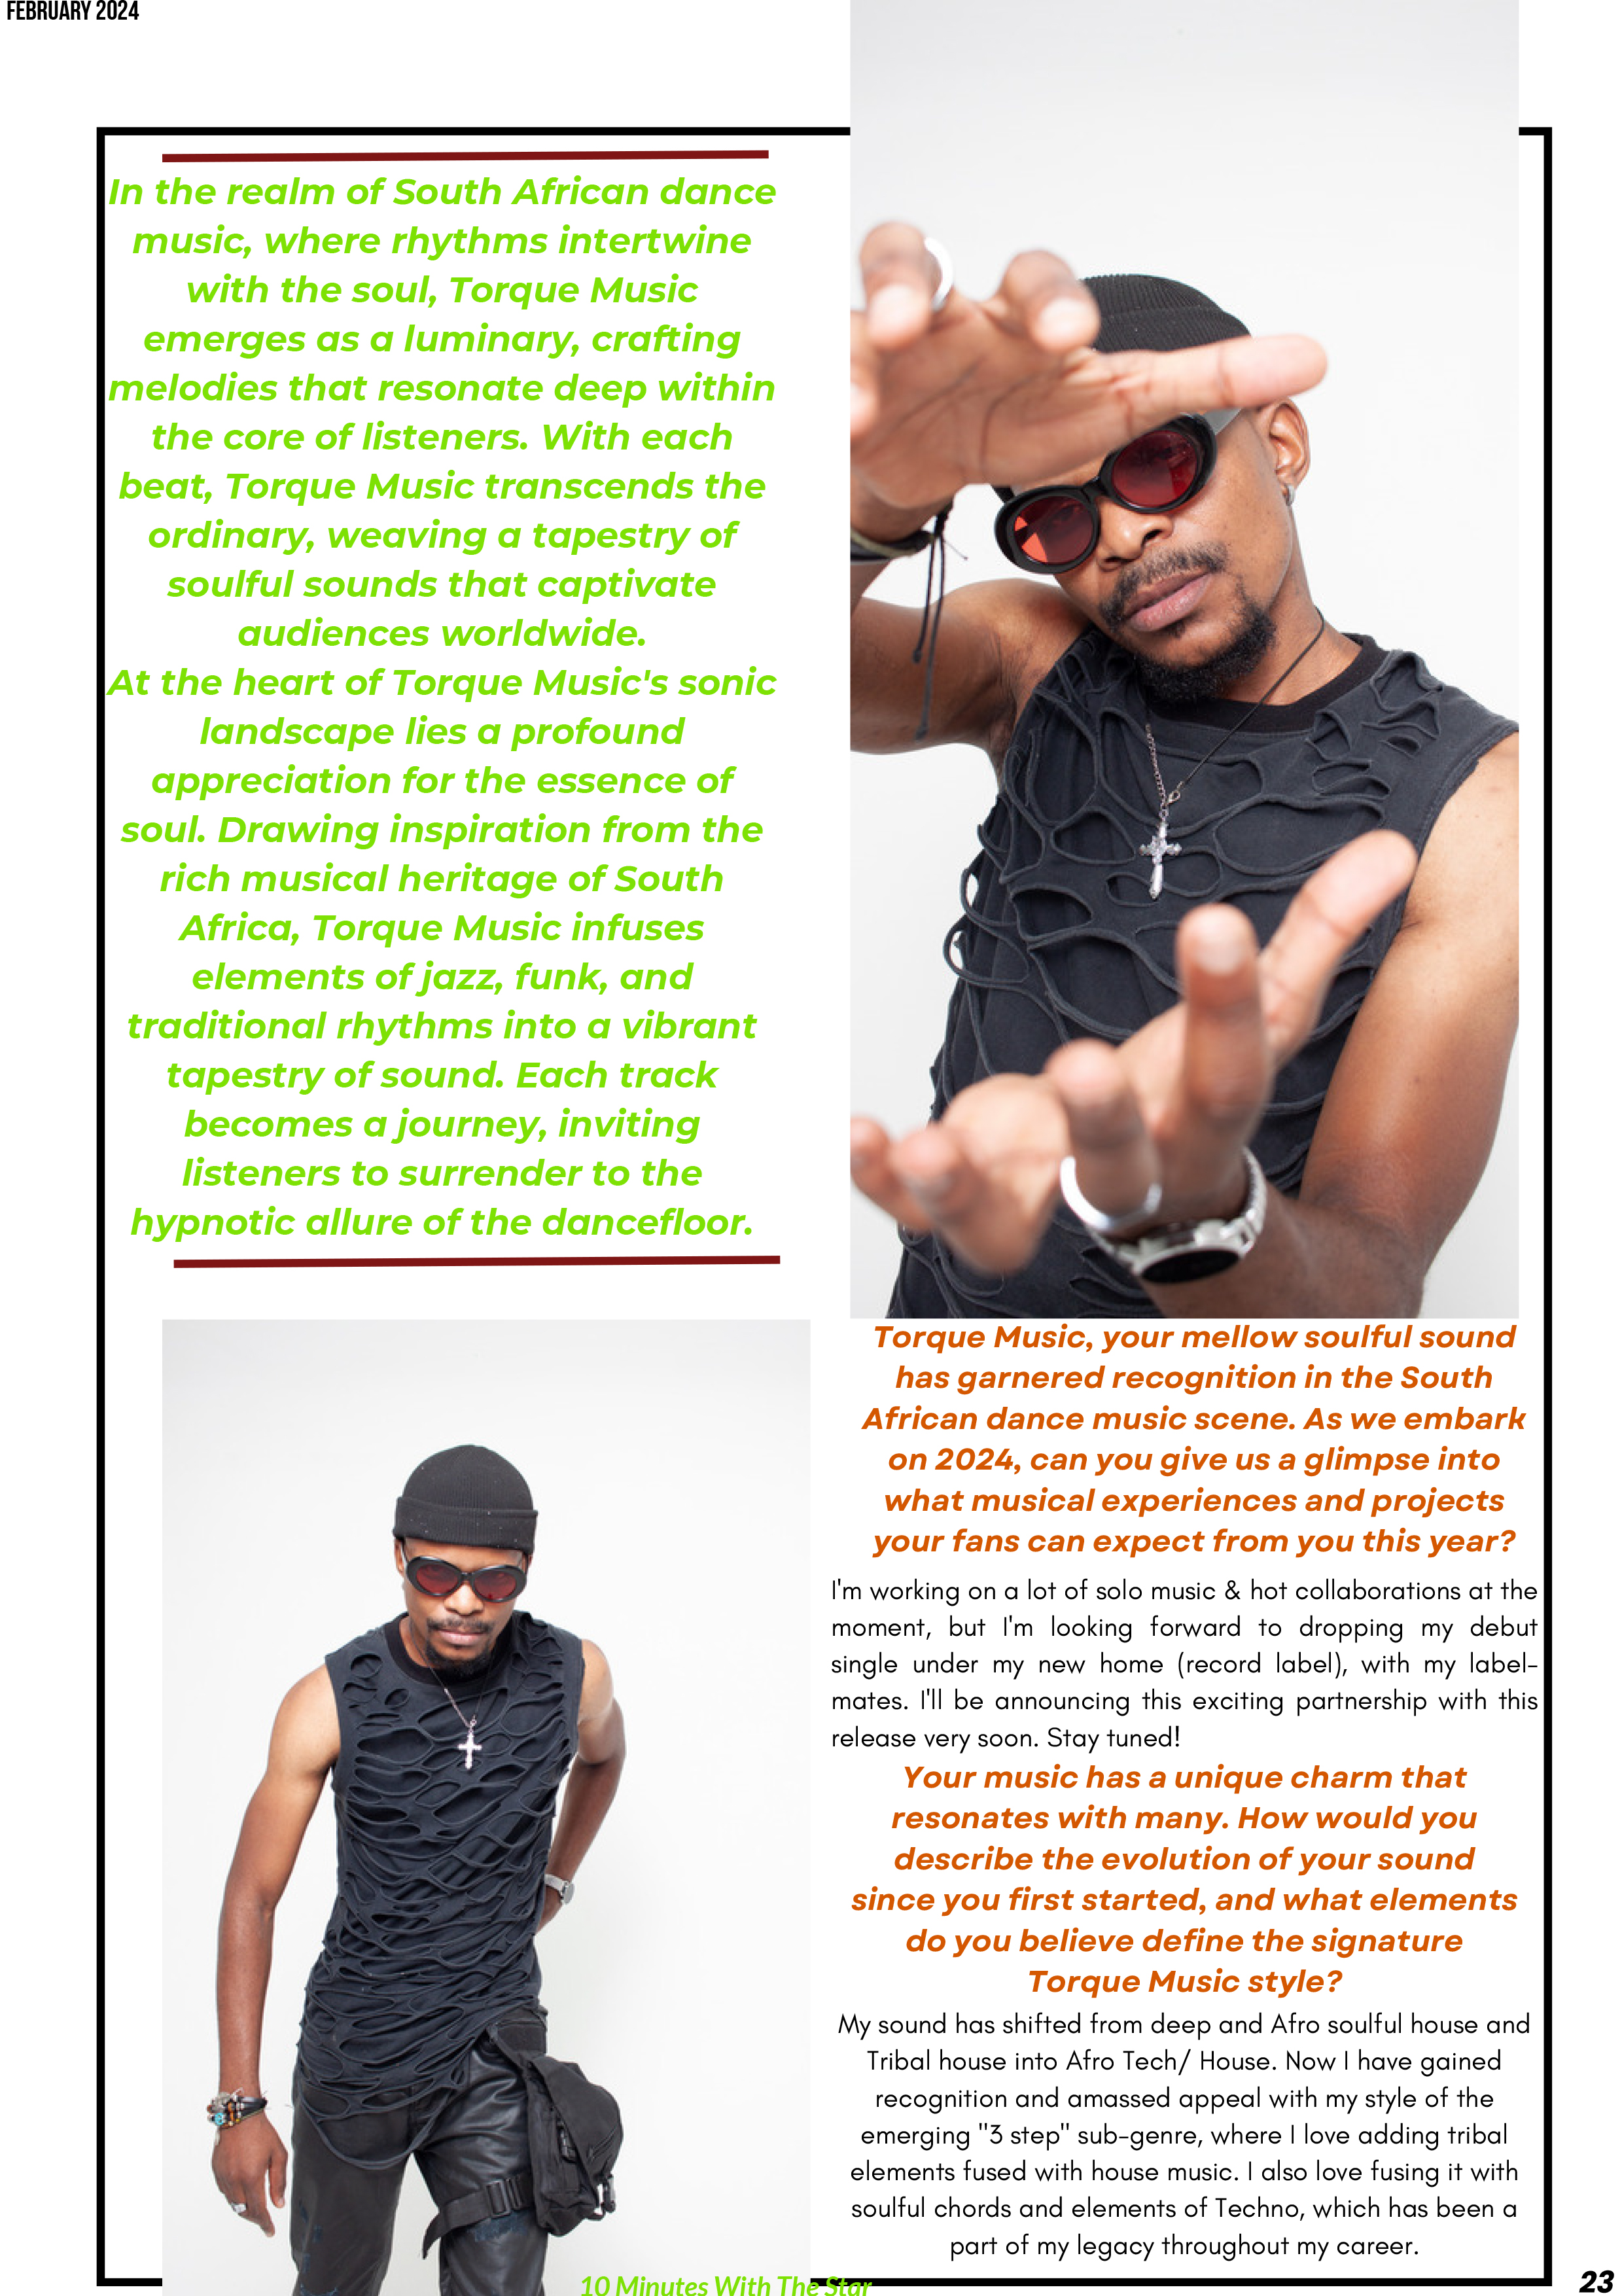 FEBRUARY 2024
In the realm of South African dance
music, where rhythms intertwine
with the soul, Torque Music
emerges as a luminary, crafting
melodies that resonate deep within
the core of listeners. With each
beat, Torque Music transcends the
ordinary, weaving a tapestry of
soulful sounds that captivate
audiences worldwide.
At the heart of Torque Music's sonic
landscape lies a profound
appreciation for the essence of
soul. Drawing inspiration from the
rich musical heritage of South
Africa, Torque Music infuses
elements of jazz, funk, and
traditional rhythms into a vibrant
tapestry of sound. Each track
becomes a journey, inviting
listeners to surrender to the
hypnotic allure of the dancefloor.
Torque Music, your mellow soulful sound
has garnered recognition in the South
African dance music scene. As we embark
on 2024, can you give us a glimpse into
what musical experiences and projects
your fans can expect from you this year?
I'm working on a lot of solo music & hot collaborations at the
moment, but I'm looking forward to dropping my debut
single under my new home (record label), with my label-
mates. I'll be announcing this exciting partnership with this
release very soon. Stay tuned!
Your music has a unique charm that
resonates with many. How would you
describe the evolution of your sound
since you first started, and what elements
do you believe define the signature
Torque Music style?
My sound has shifted from deep and Afro soulful house and
Tribal house into Afro Tech/ House. Now I have gained
recognition and amassed appeal with my style of the
emerging "3 step" sub-genre, where I love adding tribal
elements fused with house music. I also love fusing it with
soulful chords and elements of Techno, which has been a
part of my legacy throughout my career.
10 Minutes With The Star
23